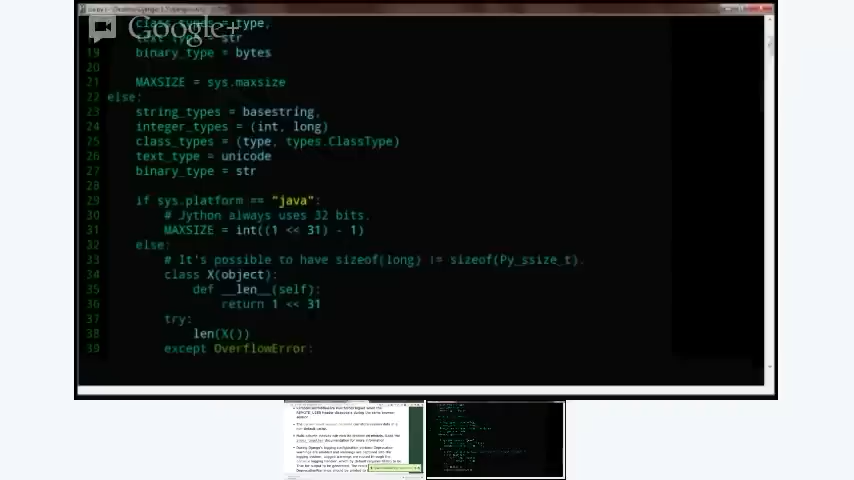 Google+
class_types = type,
text_type = str
19 binary_type = bytes
20
21 MAXSIZE = sys.maxsize
22 else:
23 string_types = basestring,
24 integer_types = (int, long)
25 class_types = (type, types.ClassType)
26 text_type = unicode
27 binary_type = str
28
29 if sys.platform == "java":
30 # Jython always uses 32 bits.
31 MAXSIZE = int((1 << 31) - 1)
32 else:
33 # It's possible to have sizeof(long) != sizeof(Py_ssize_t).
34 class X(object):
35 def __len__(self):
36 return 1 << 31
37 try:
38 len(X())
39 except OverflowError: